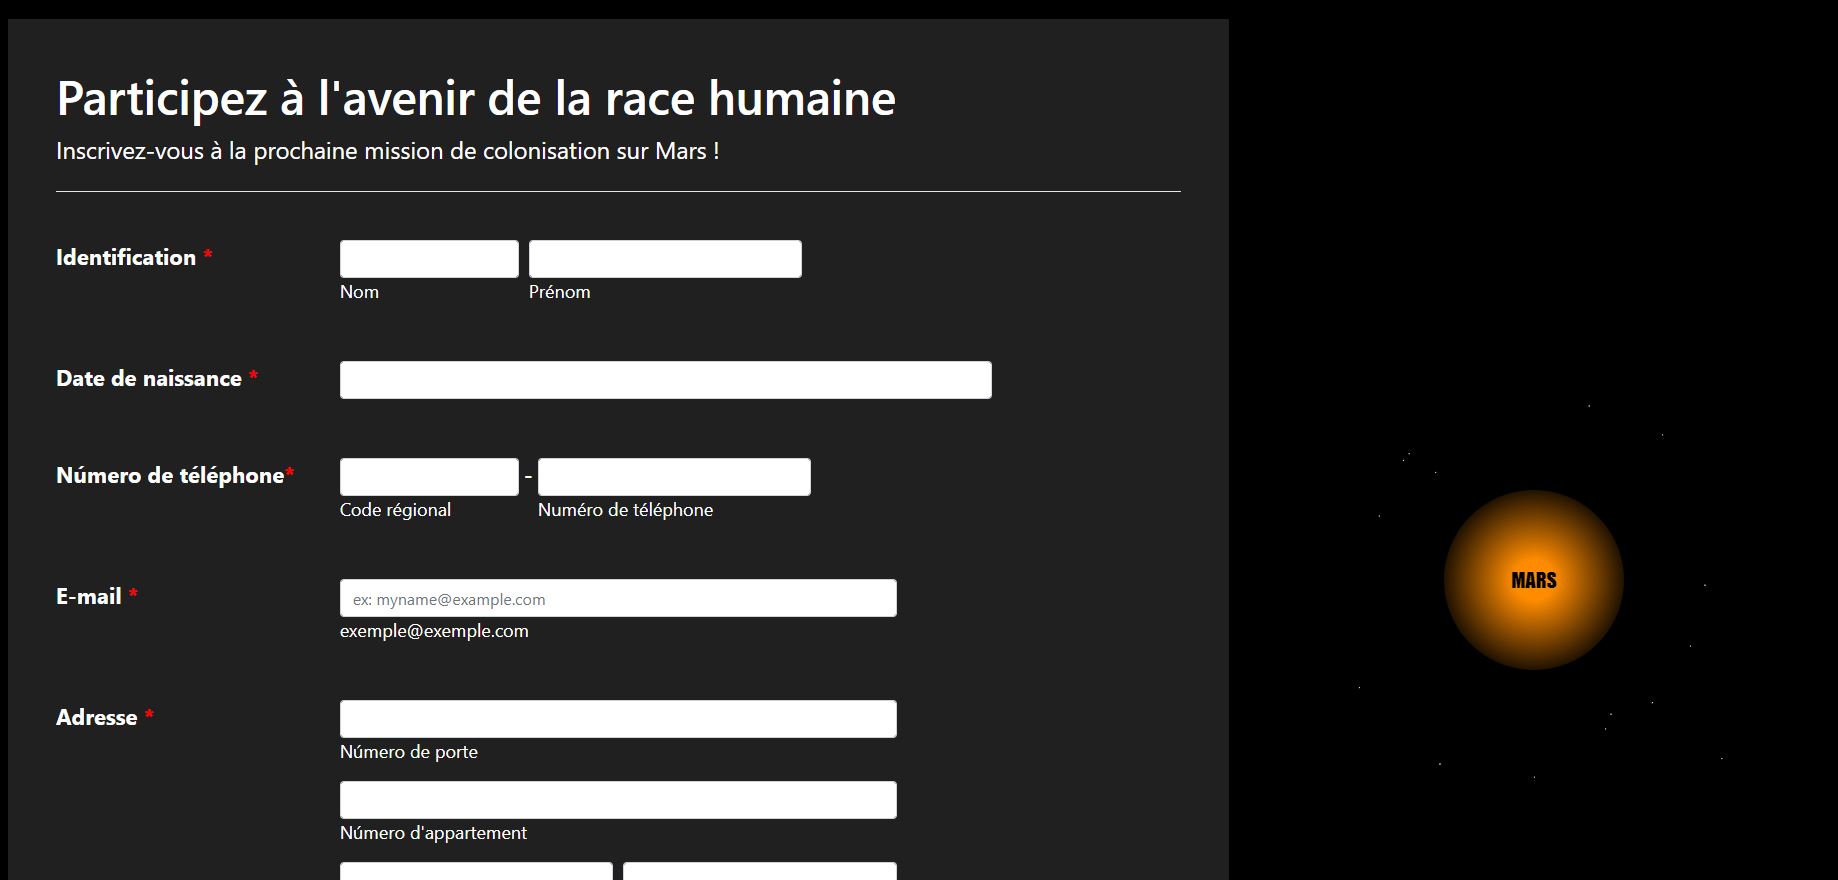 Participez à l'avenir de la race humaine
Inscrivez-vous à la prochaine mission de colonisation sur Mars !
Identification *
Nom
Prénom
Date de naissance *
Número de téléphone*
-
Code régional
Numéro de téléphone
E-mail *
ex: myname@example.com
exemple@exemple.com
Adresse *
Número de porte
Número d'appartement
MARS